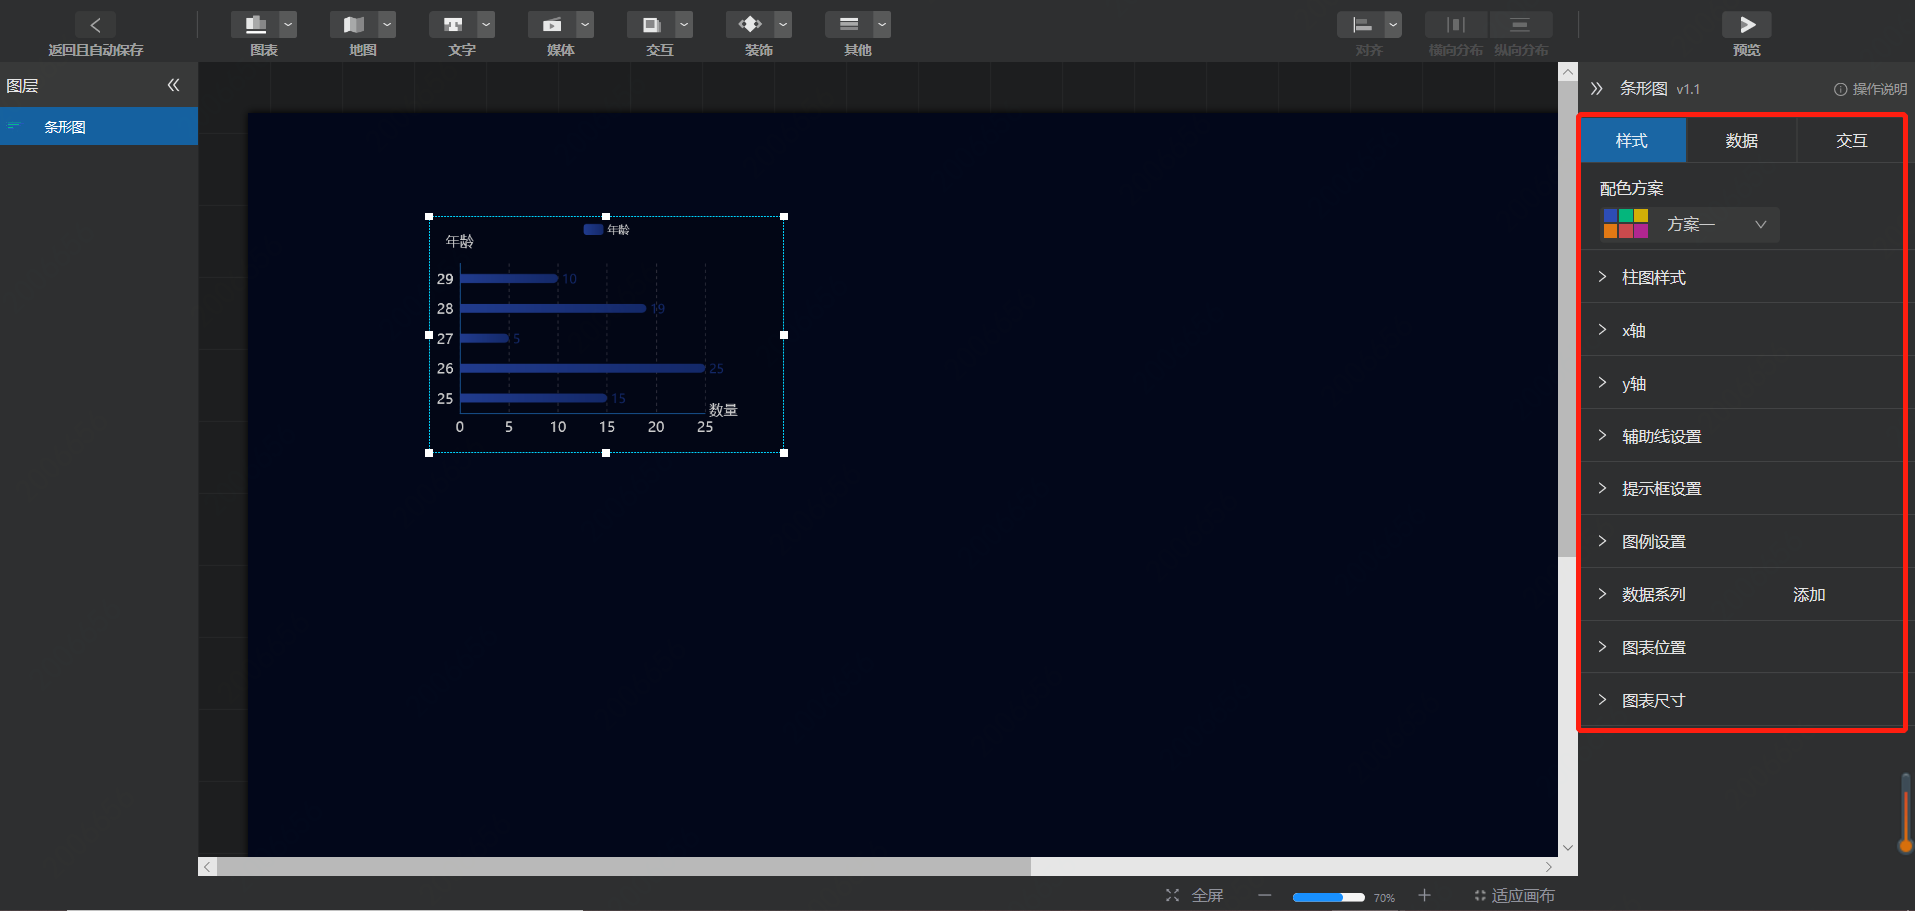 返回且自动保存
图表
地图
文字
媒体
交互
装饰
其他
对齐
横向分布
纵向分布
预览
图层
条形图
条形图 v1.1
操作说明
样式
数据
交互
配色方案
方案一
柱图样式
x轴
y轴
辅助线设置
提示框设置
图例设置
数据系列
添加
图表位置
图表尺寸
年龄
年龄
29
10
28
19
27
5
26
25
25
15
数量
0
5
10
15
20
25
全屏
70%
适应画布